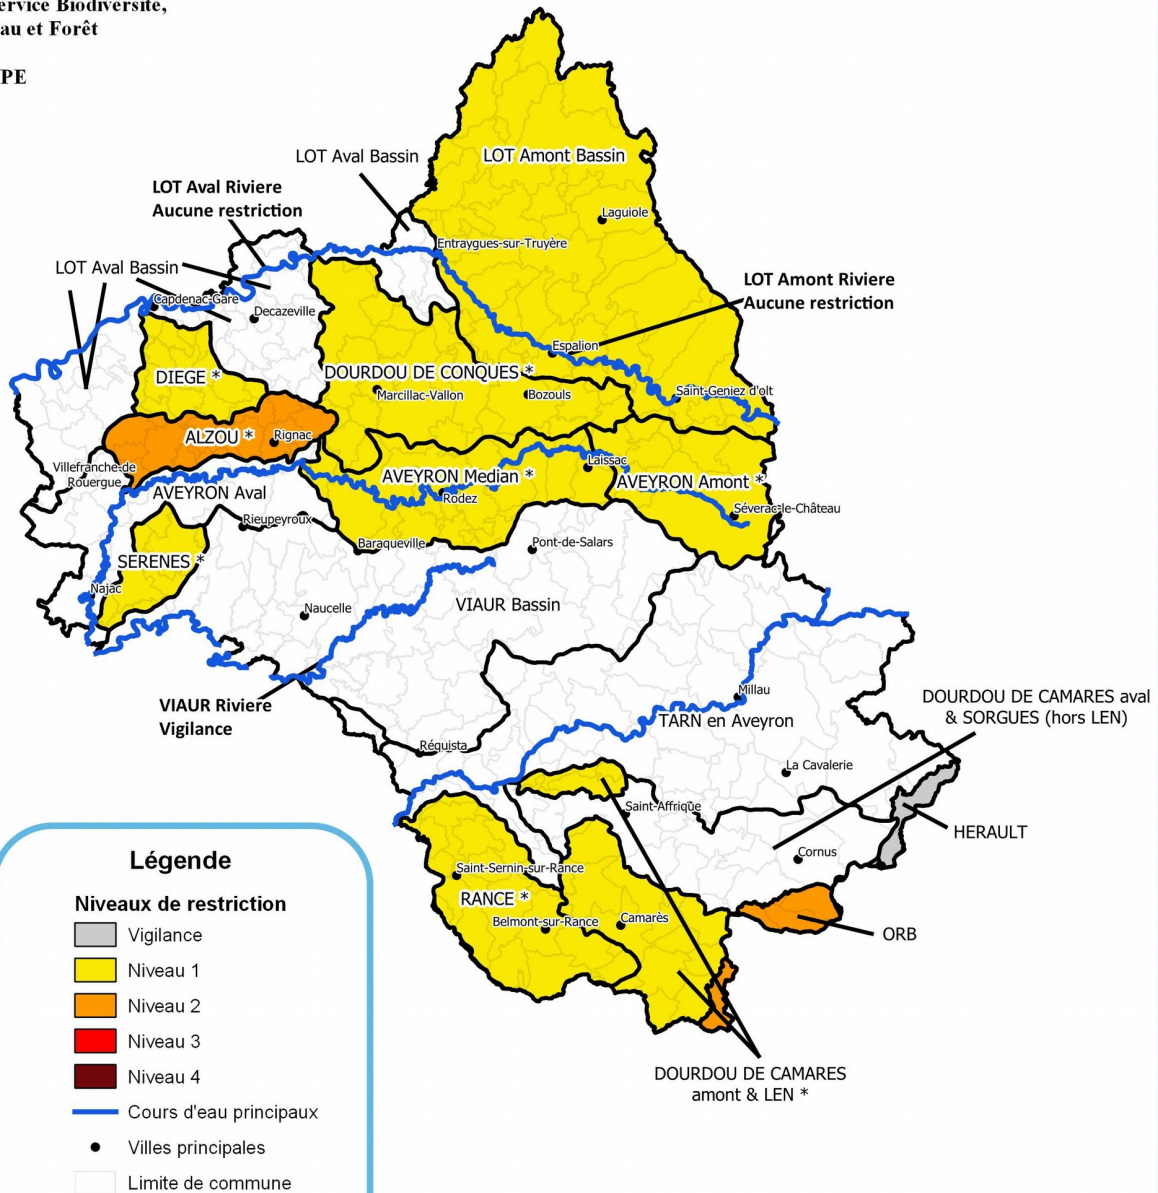 ervice Biodiversité,
au et Forêt
PE
LOT Aval Bassin
LOT Amont Bassin
LOT Aval Riviere
Aucune restriction
Laguiole
Entraygues-sur-Truyère
LOT Aval Bassin
LOT Amont Riviere
Aucune restriction
Capdenac-Gare
Decazeville
Espalion
DIEGE *
DOURDOU DE CONQUES *
Marcillac-Vallon
Bozouls
Saint-Geniez d'olt
ALZOU *
Rignac
Villefranche-de
Rouergue
Laissac
AVEYRON Median *
AVEYRON Amont *
AVEYRON Aval
Rodez
Séverac-le-Château
Rieupeyroux
Baraqueville
Pont-de-Salars
SERENES *
Najac
Naucelle
VIAUR Bassin
VIAUR Riviere
Vigilance
Millau
DOURDOU DE CAMARES aval
& SORGUES (hors LEN)
TARN en Aveyron
Réquista
La Cavalerie
Saint-Affrique
HERAULT
Cornus
Saint-Sernin-sur-Rance
RANCE *
Belmont-sur-Rance
Camarès
ORB
DOURDOU DE CAMARES
amont & LEN *
Légende
Niveaux de restriction
Vigilance
Niveau 1
Niveau 2
Niveau 3
Niveau 4
Cours d'eau principaux
Villes principales
Limite de commune